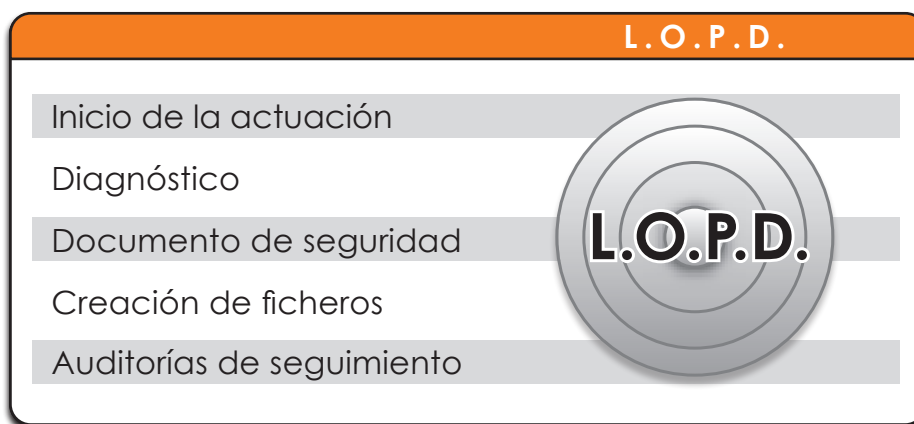 L.O.P.D.
Inicio de la actuación
Diagnóstico
Documento de seguridad
L.O.P.D.
Creación de ficheros
Auditorías de seguimiento